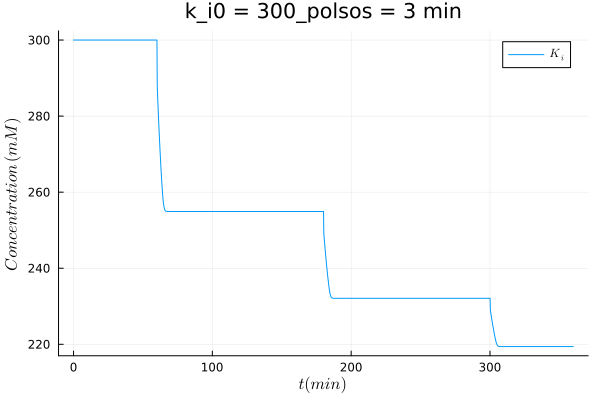 k_i0 = 300_polsos = 3 min
K_i
300
280
260
240
220
Concentration (mM)
0
100
200
300
t(min)